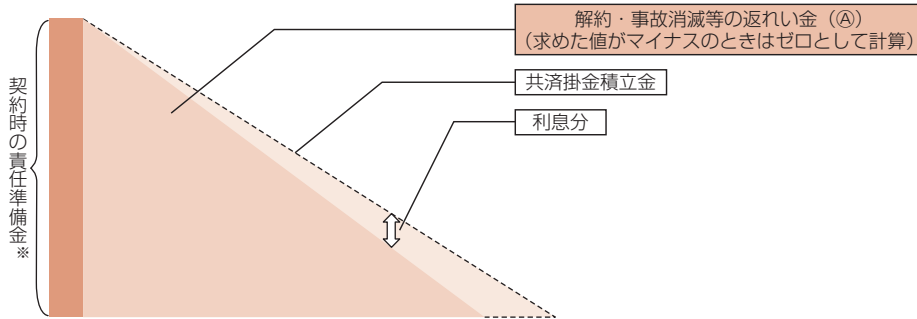 解約・事故消滅等の返れい金（Ⓐ）
（求めた値がマイナスのときはゼロとして計算）
共済掛金積立金
利息分
契約時の責任準備金※